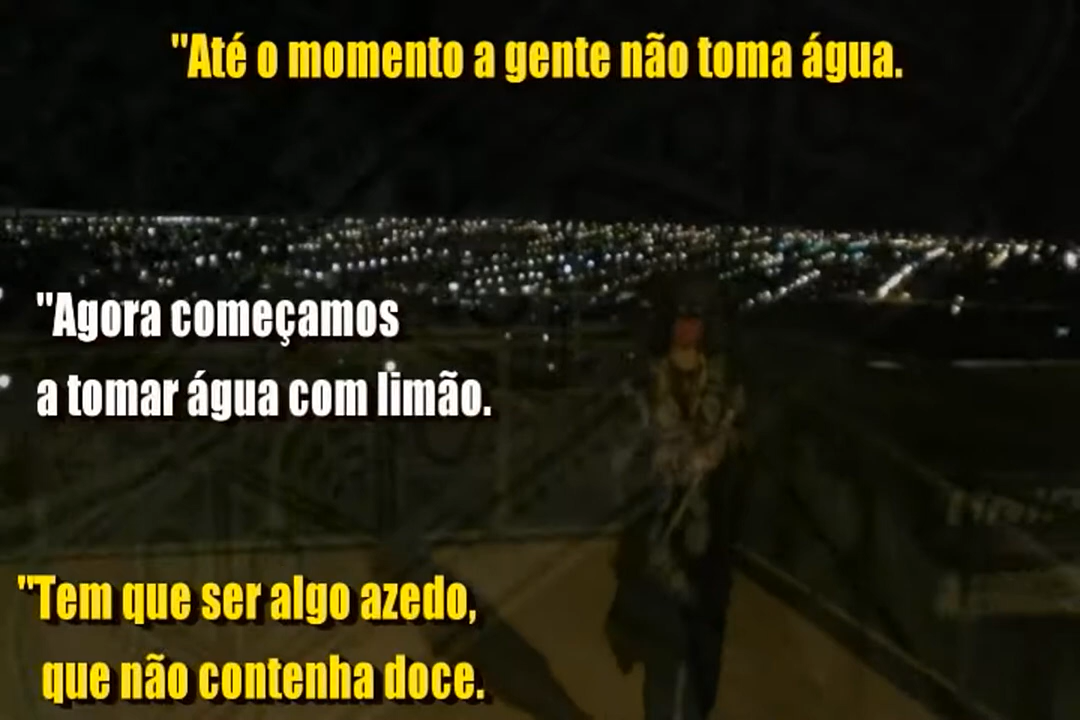 "Até o momento a gente não toma água.
"Agora começamos
a tomar água com limão.
"Tem que ser algo azedo,
que não contenha doce.